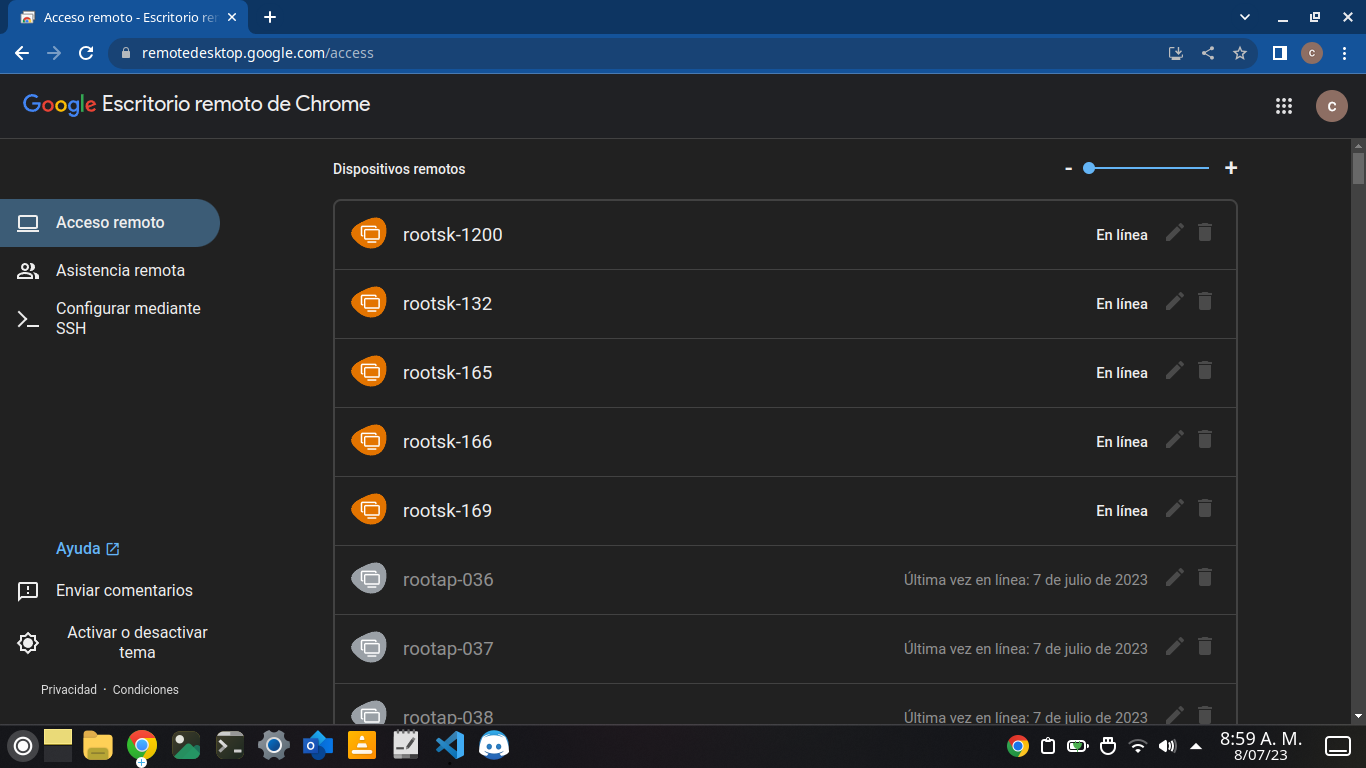 Acceso remoto - Escritorio re
remotedesktop.google.com/access
C
Google Escritorio remoto de Chrome
C
Dispositivos remotos
- +
Acceso remoto
Asistencia remota
Configurar mediante
SSH
rootsk-1200 En línea
rootsk-132 En línea
rootsk-165 En línea
rootsk-166 En línea
rootsk-169 En línea
rootap-036 Última vez en línea: 7 de julio de 2023
rootap-037 Última vez en línea: 7 de julio de 2023
rootap-038 Última vez en línea: 7 de julio de 2023
Ayuda
Enviar comentarios
Activar o desactivar
tema
Privacidad · Condiciones
8:59 A. M.
8/07/23